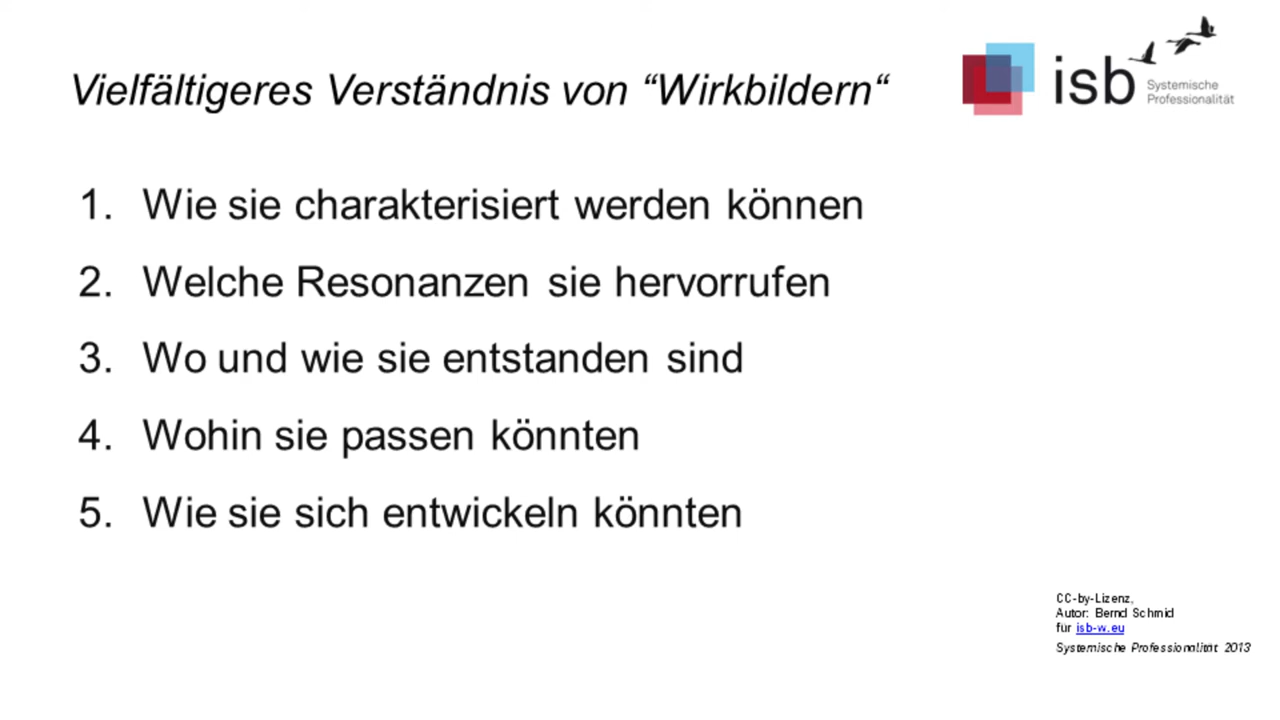 Vielfältigeres Verständnis von “Wirkbildern“
isb
Systemische
Professionalität
1. Wie sie charakterisiert werden können
2. Welche Resonanzen sie hervorrufen
3. Wo und wie sie entstanden sind
4. Wohin sie passen könnten
5. Wie sie sich entwickeln könnten
CC-by-Lizenz,
Autor: Bernd Schmid
für isb-w.eu
Systemische Professionalität 2013